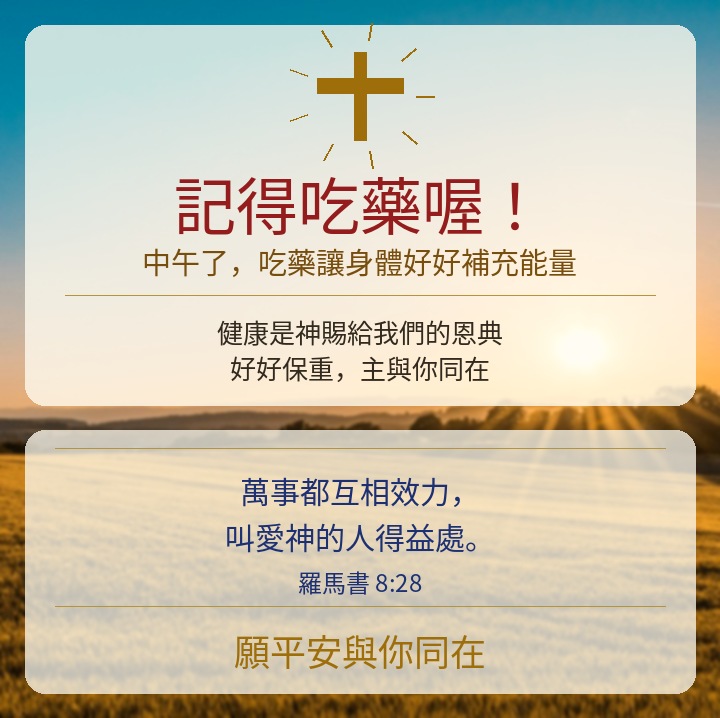 記得吃藥喔！
中午了，吃藥讓身體好好補充能量
健康是神賜給我們的恩典
好好保重，主與你同在
萬事都互相效力，
叫愛神的人得益處。
羅馬書 8:28
願平安與你同在